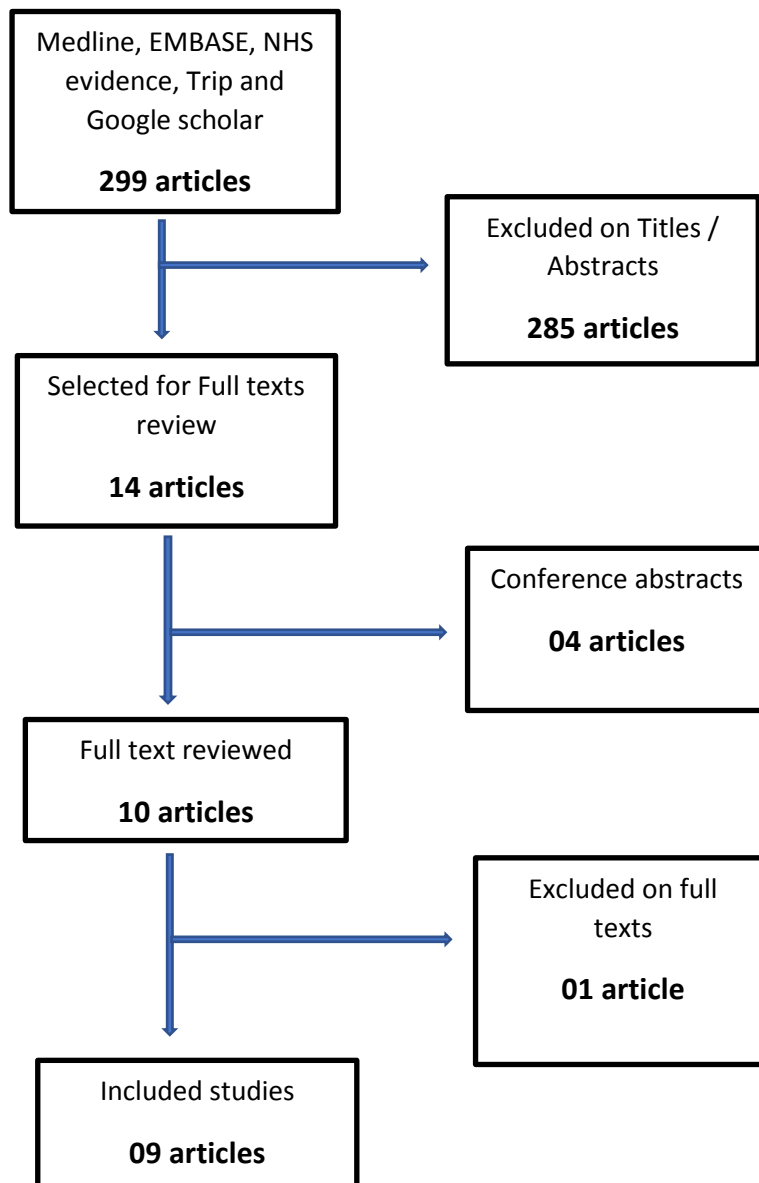 Medline, EMBASE, NHS
evidence, Trip and
Google scholar
299 articles
Excluded on Titles /
Abstracts
285 articles
Selected for Full texts
review
14 articles
Conference abstracts
04 articles
Full text reviewed
10 articles
Excluded on full
texts
01 article
Included studies
09 articles